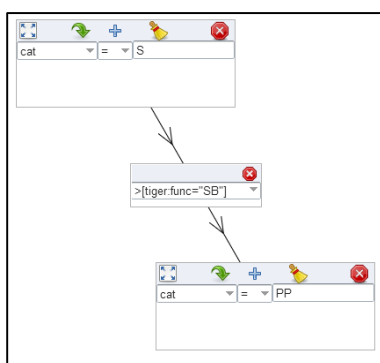 cat = S
>[tiger:func="SB"]
cat = PP